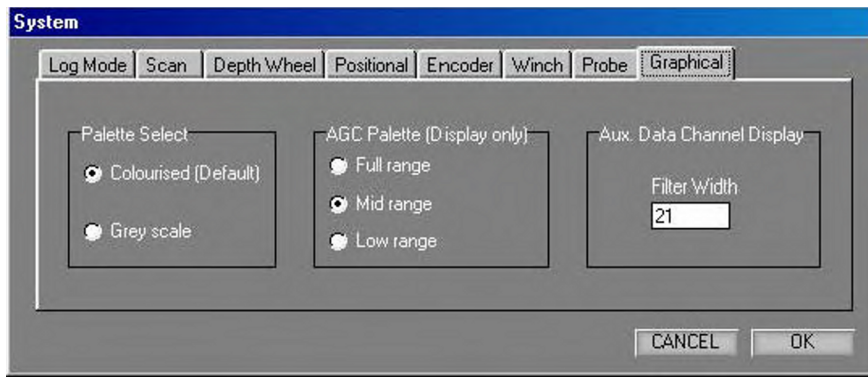 System
Log Mode Scan Depth Wheel Positional Encoder Winch Probe Graphical
Palette Select
Colourised (Default)
Grey scale
AGC Palette (Display only)
Full range
Mid range
Low range
Aux. Data Channel Display
Filter Width
21
CANCEL OK